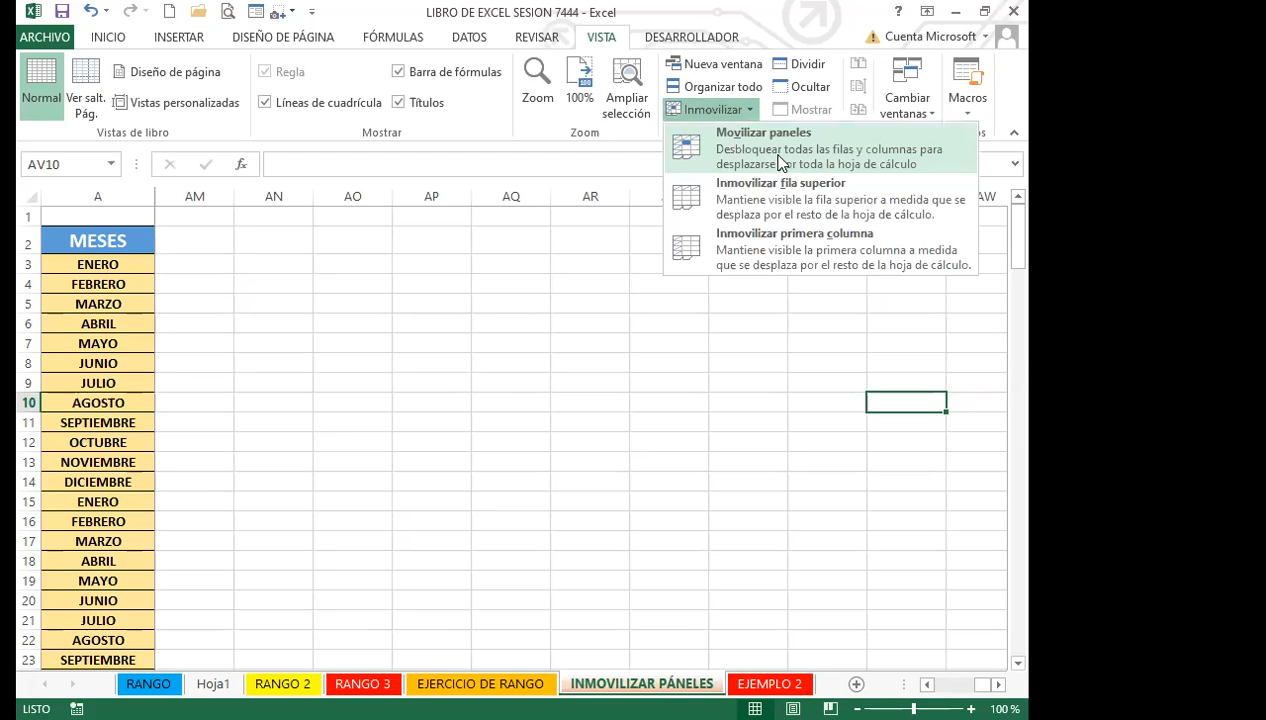 LIBRO DE EXCEL SESION 7444 - Excel
ARCHIVO INICIO INSERTAR DISEÑO DE PÁGINA FÓRMULAS DATOS REVISAR VISTA DESARROLLADOR Cuenta Microsoft
Normal
Ver salt.
Pág.
Diseño de página
Vistas personalizadas
Vistas de libro
Regla
Barra de fórmulas
Líneas de cuadrícula
Títulos
Mostrar
Zoom
100%
Ampliar
selección
Zoom
Nueva ventana
Organizar todo
Inmovilizar
Dividir
Ocultar
Mostrar
Cambiar
ventanas
Macros
Movilizar paneles
Desbloquear todas las filas y columnas para
desplazarse por toda la hoja de cálculo
Inmovilizar fila superior
Mantiene visible la fila superior a medida que se
desplaza por el resto de la hoja de cálculo.
Inmovilizar primera columna
Mantiene visible la primera columna a medida
que se desplaza por el resto de la hoja de cálculo.
AV10 fx
A AM AN AO AP AQ AR AW
1
2 MESES
3 ENERO
4 FEBRERO
5 MARZO
6 ABRIL
7 MAYO
8 JUNIO
9 JULIO
10 AGOSTO
11 SEPTIEMBRE
12 OCTUBRE
13 NOVIEMBRE
14 DICIEMBRE
15 ENERO
16 FEBRERO
17 MARZO
18 ABRIL
19 MAYO
20 JUNIO
21 JULIO
22 AGOSTO
23 SEPTIEMBRE
RANGO Hoja1 RANGO 2 RANGO 3 EJERCICIO DE RANGO INMOVILIZAR PÁNELES EJEMPLO 2
LISTO 100 %